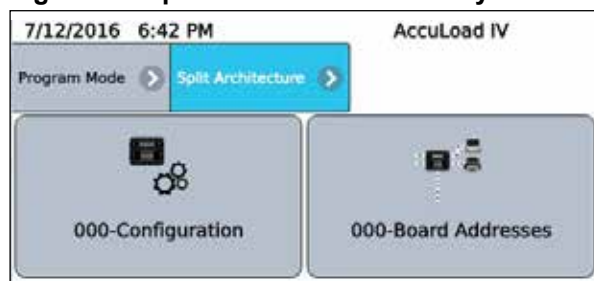 7/12/2016 6:42 PM AccuLoad IV
Program Mode Split Architecture
000-Configuration 000-Board Addresses